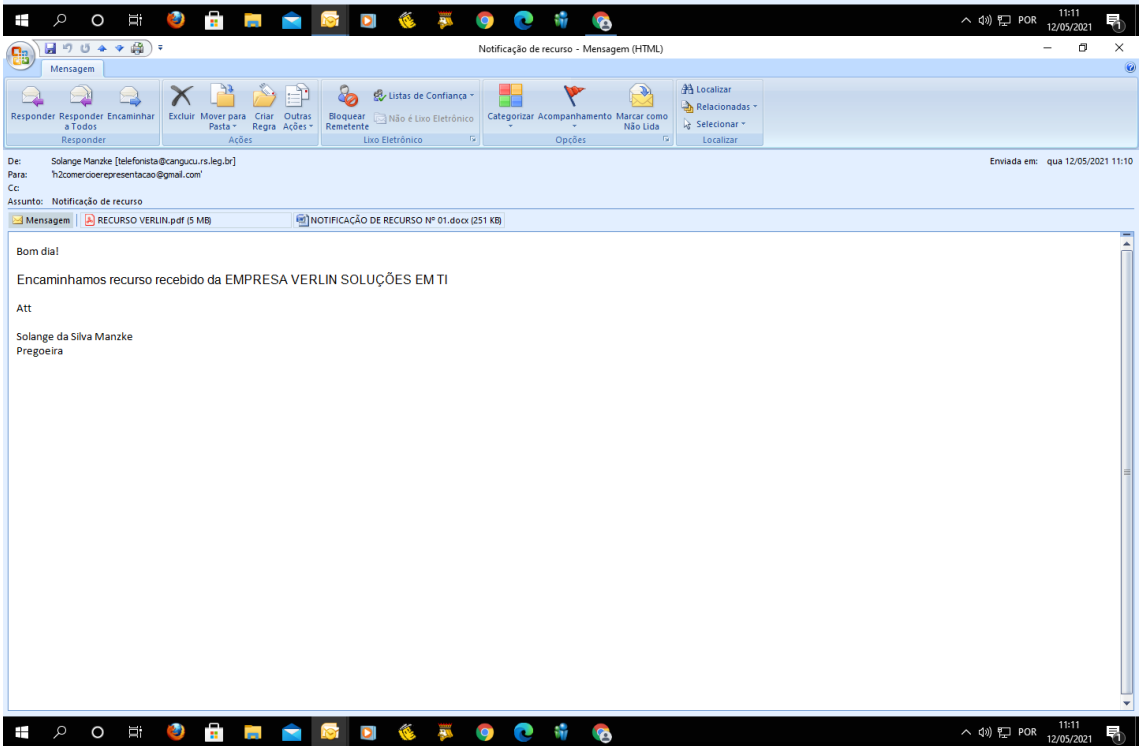 POR
11:11
12/05/2021
Notificação de recurso - Mensagem (HTML)
Mensagem
Responder
Responder a Todos
Encaminhar
Excluir
Mover para Pasta
Criar Regra
Outras Ações
Bloquear Remetente
Listas de Confiança
Não é Lixo Eletrônico
Categorizar
Acompanhamento
Marcar como Não Lida
Localizar
Relacionadas
Selecionar
Responder
Ações
Lixo Eletrônico
Opções
Localizar
De: Solange Manzke [telefonista@cangucu.rs.leg.br]
Enviada em: qua 12/05/2021 11:10
Para: 'h2comercioerepresentacao@gmail.com'
Cc:
Assunto: Notificação de recurso
Mensagem
RECURSO VERLIN.pdf (5 MB)
NOTIFICAÇÃO DE RECURSO Nº 01.docx (251 KB)
Bom dia!
Encaminhamos recurso recebido da EMPRESA VERLIN SOLUÇÕES EM TI
Att
Solange da Silva Manzke
Pregoeira
POR
11:11
12/05/2021